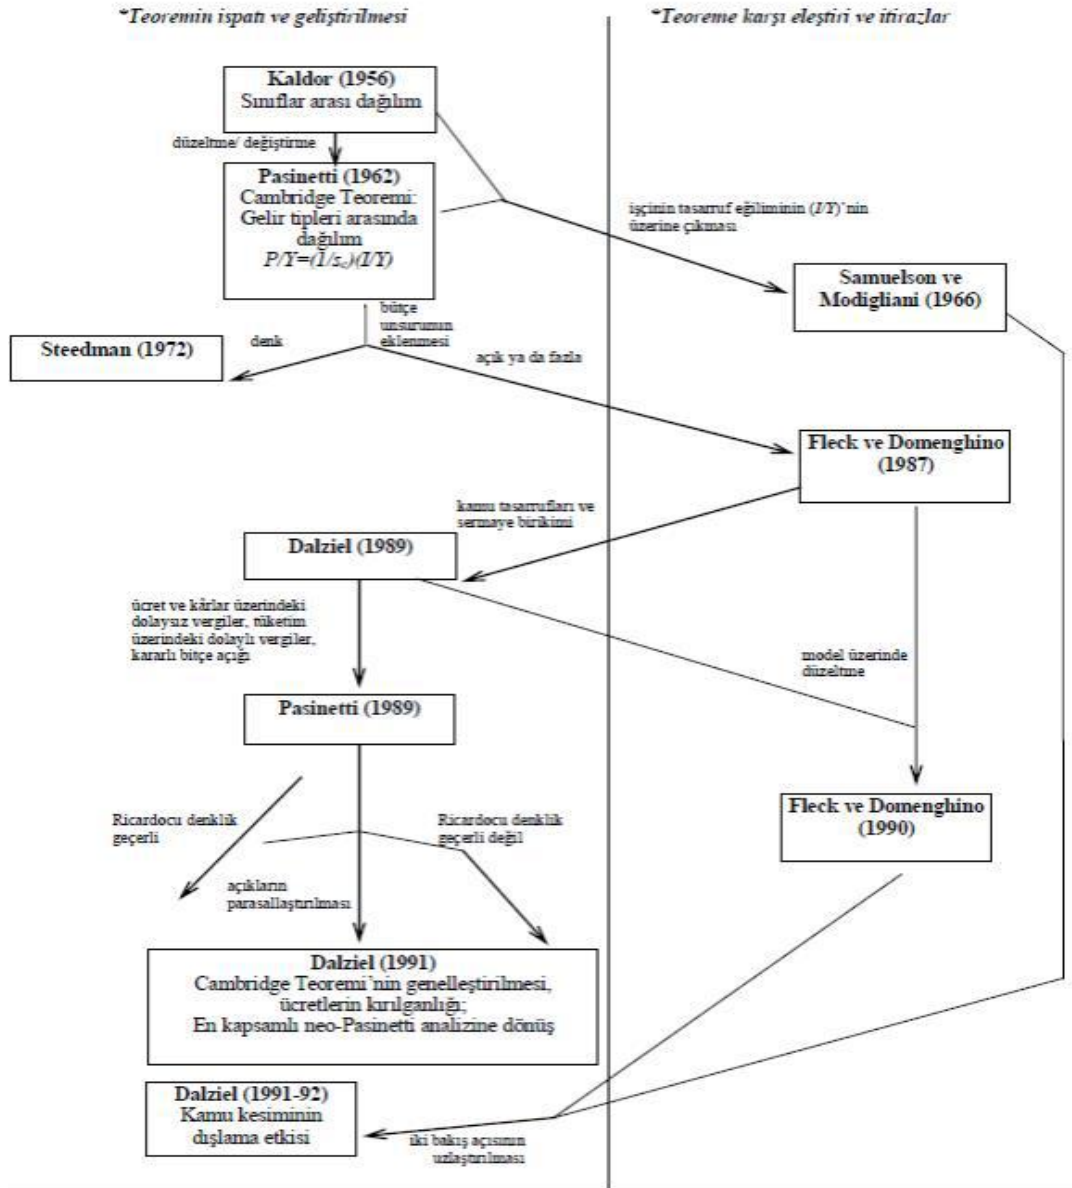 *Teoremin ispatı ve geliştirilmesi
*Teoreme karşı eleştiri ve itirazlar
Kaldor (1956)
Sınıflar arası dağılım
düzeltme/ değiştirme
Pasinetti (1962)
Cambridge Teoremi:
Gelir tipleri arasında
dağılım
P/Y=(1/sc)(I/Y)
işçinin tasarruf eğiliminin (I/Y)'nin
üzerine çıkması
Samuelson ve
Modigliani (1966)
bütçe
unsurunun
eklenmesi
Steedman (1972)
denk
açık ya da fazla
Fleck ve Domenghino
(1987)
kamu tasarrufları ve
sermaye birikimi
Dalziel (1989)
ücret ve kârlar üzerindeki
dolaysız vergiler, tüketim
üzerindeki dolaylı vergiler,
kararlı bitçe açığı
model üzerinde
düzeltme
Pasinetti (1989)
Fleck ve Domenghino
(1990)
Ricardocu denklik
geçerli
Ricardocu denklik
geçerli değil
açıkların
parasallaştırılması
Dalziel (1991)
Cambridge Teoremi'nin genelleştirilmesi,
ücretlerin kırılganlığı;
En kapsamlı neo-Pasinetti analizine dönüş
Dalziel (1991-92)
Kamu kesiminin
dışlama etkisi
iki bakış açısının
uzlaştırılması